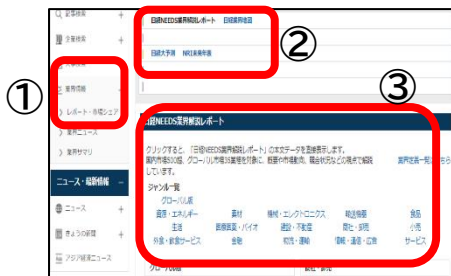 記事検索 +
企業検索 +
業界情報
> レポート・市場シェア
> 業界ニュース
> 業界サマリ
ニュース・最新情報 −
ニュース +
きょうの新聞 +
アジア経済ニュース
①
②
③
日経NEEDS業界解説レポート 日経業界地図
日経大予測 NRI未来年表
日経NEEDS業界解説レポート
クリックすると、「日経NEEDS業界解説レポート」の本文データを直接表示します。
国内市場500超、グローバル市場35業種を対象に、概要や市場動向、競合状況などの視点で解説
しています。
業界定義一覧
ジャンル一覧
グローバル版
資源・エネルギー 素材 機械・エレクトロニクス 輸送機器 食品
生活 医療医薬・バイオ 建設・不動産 商社・卸売 小売
外食・飲食サービス 金融 物流・運輸 情報・通信・広告 サービス
グローバル版